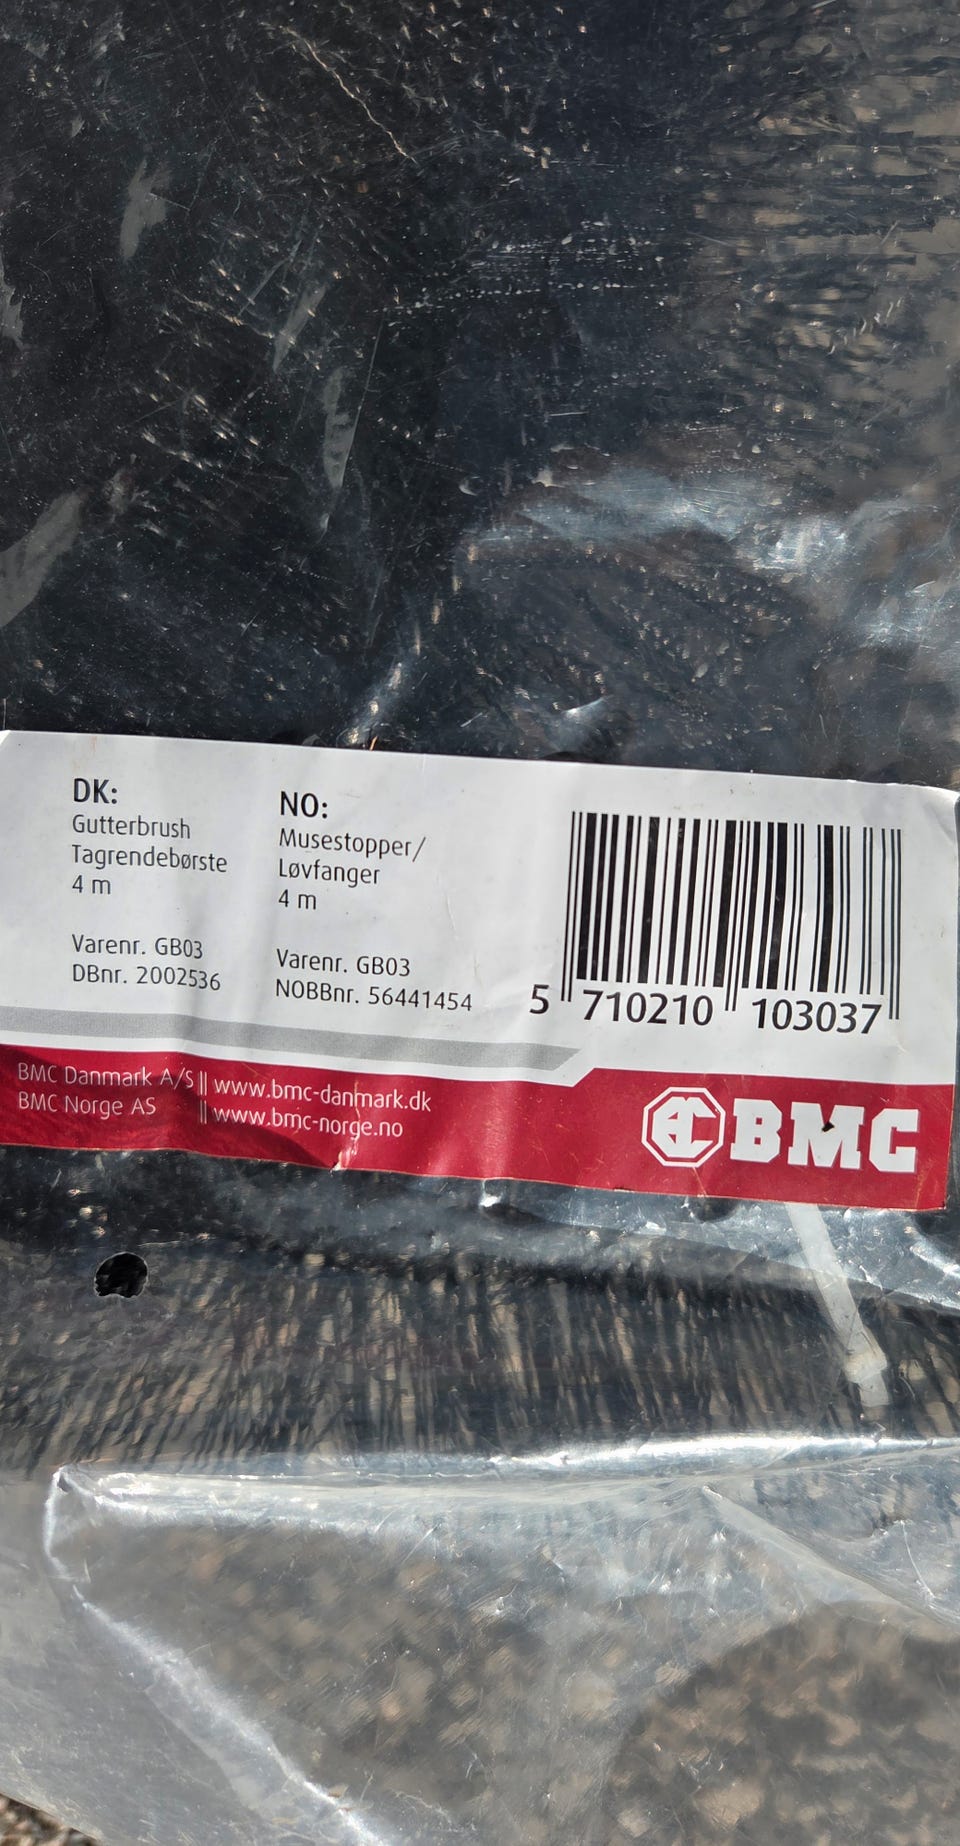 DK:
Gutterbrush
Tagrendebørste
4 m
Varenr. GB03
DBnr. 2002536
NO:
Musestopper/
Løvfanger
4 m
Varenr. GB03
NOBBnr. 56441454
5 710210 103037
BMC Danmark A/S || www.bmc-danmark.dk
BMC Norge AS || www.bmc-norge.no
BMC